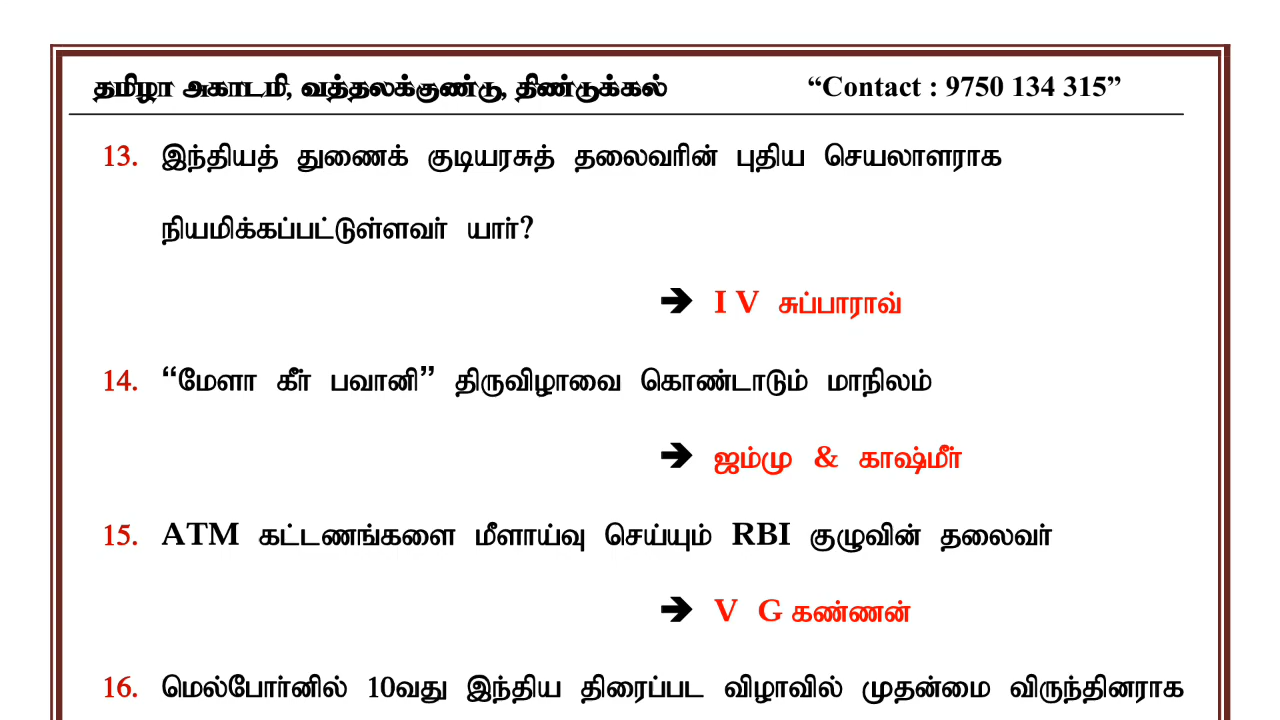 தமிழா அகாடமி, வத்தலக்குண்டு, திண்டுக்கல் “Contact : 9750 134 315”
13. இந்தியத் துணைக் குடியரசுத் தலைவரின் புதிய செயலாளராக
நியமிக்கப்பட்டுள்ளவர் யார்?
➔ I V சுப்பாராவ்
14. “மேளா கீர் பவானி” திருவிழாவை கொண்டாடும் மாநிலம்
➔ ஜம்மு & காஷ்மீர்
15. ATM கட்டணங்களை மீளாய்வு செய்யும் RBI குழுவின் தலைவர்
➔ V G கண்ணன்
16. மெல்போர்னில் 10வது இந்திய திரைப்பட விழாவில் முதன்மை விருந்தினராக